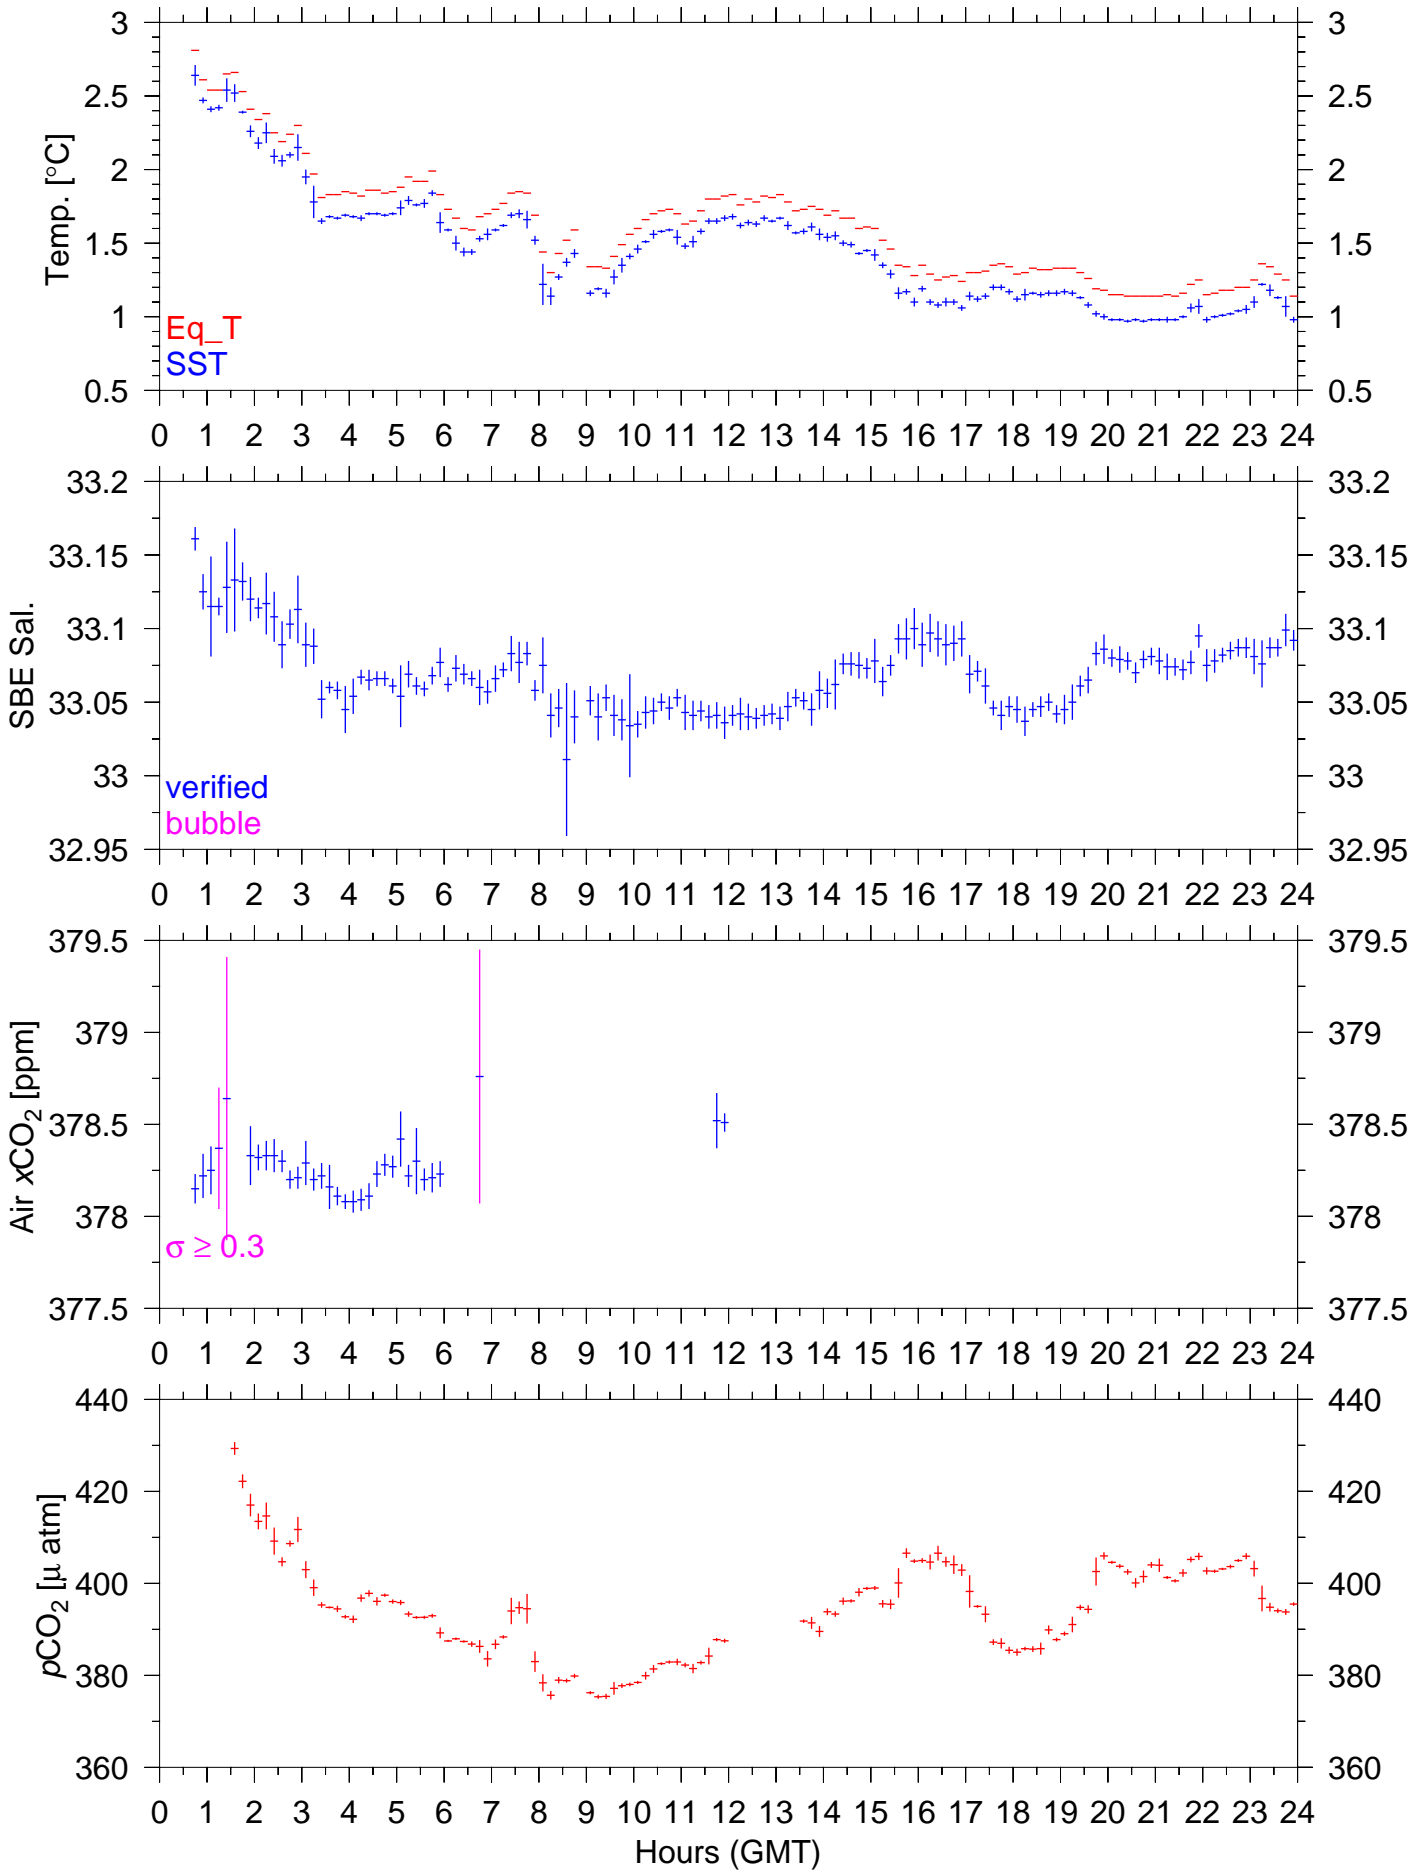 3 3
2.5 2.5
2 2
1.5 1.5
1 1
0.5 0.5
Temp. [°C]
Eq_T
SST
0 1 2 3 4 5 6 7 8 9 10 11 12 13 14 15 16 17 18 19 20 21 22 23 24
33.2 33.2
33.15 33.15
33.1 33.1
33.05 33.05
33 33
32.95 32.95
SBE Sal.
verified
bubble
0 1 2 3 4 5 6 7 8 9 10 11 12 13 14 15 16 17 18 19 20 21 22 23 24
379.5 379.5
379 379
378.5 378.5
378 378
377.5 377.5
Air xCO₂ [ppm]
σ ≥ 0.3
0 1 2 3 4 5 6 7 8 9 10 11 12 13 14 15 16 17 18 19 20 21 22 23 24
440 440
420 420
400 400
380 380
360 360
pCO₂ [μ atm]
0 1 2 3 4 5 6 7 8 9 10 11 12 13 14 15 16 17 18 19 20 21 22 23 24
Hours (GMT)